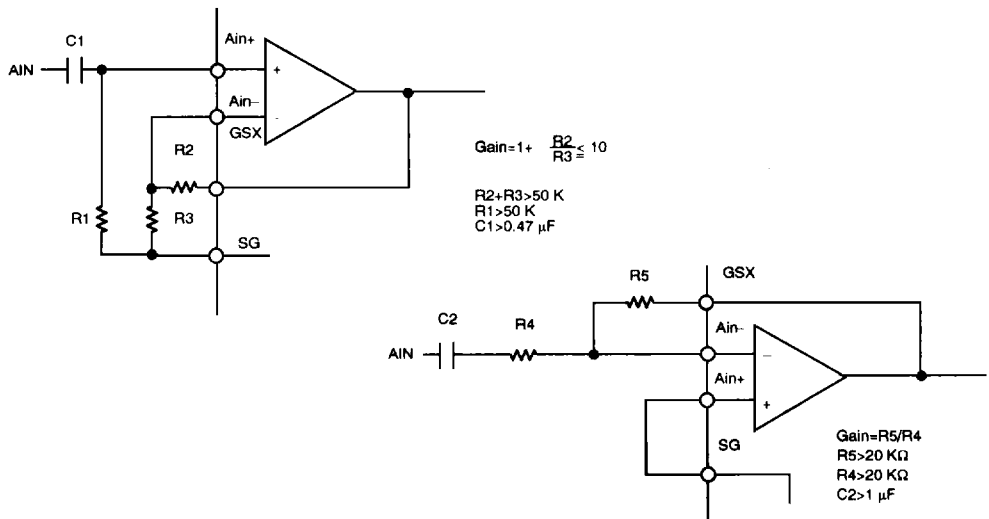 C1
Ain+
AIN
+
Ain–
-
GSX
R2
Gain=1+ R2/R3 ≦ 10
R1
R3
R2+R3>50 K
R1>50 K
C1>0.47 μF
SG
R5
GSX
C2
R4
Ain–
AIN
–
Ain+
+
SG
Gain=R5/R4
R5>20 KΩ
R4>20 KΩ
C2>1 μF